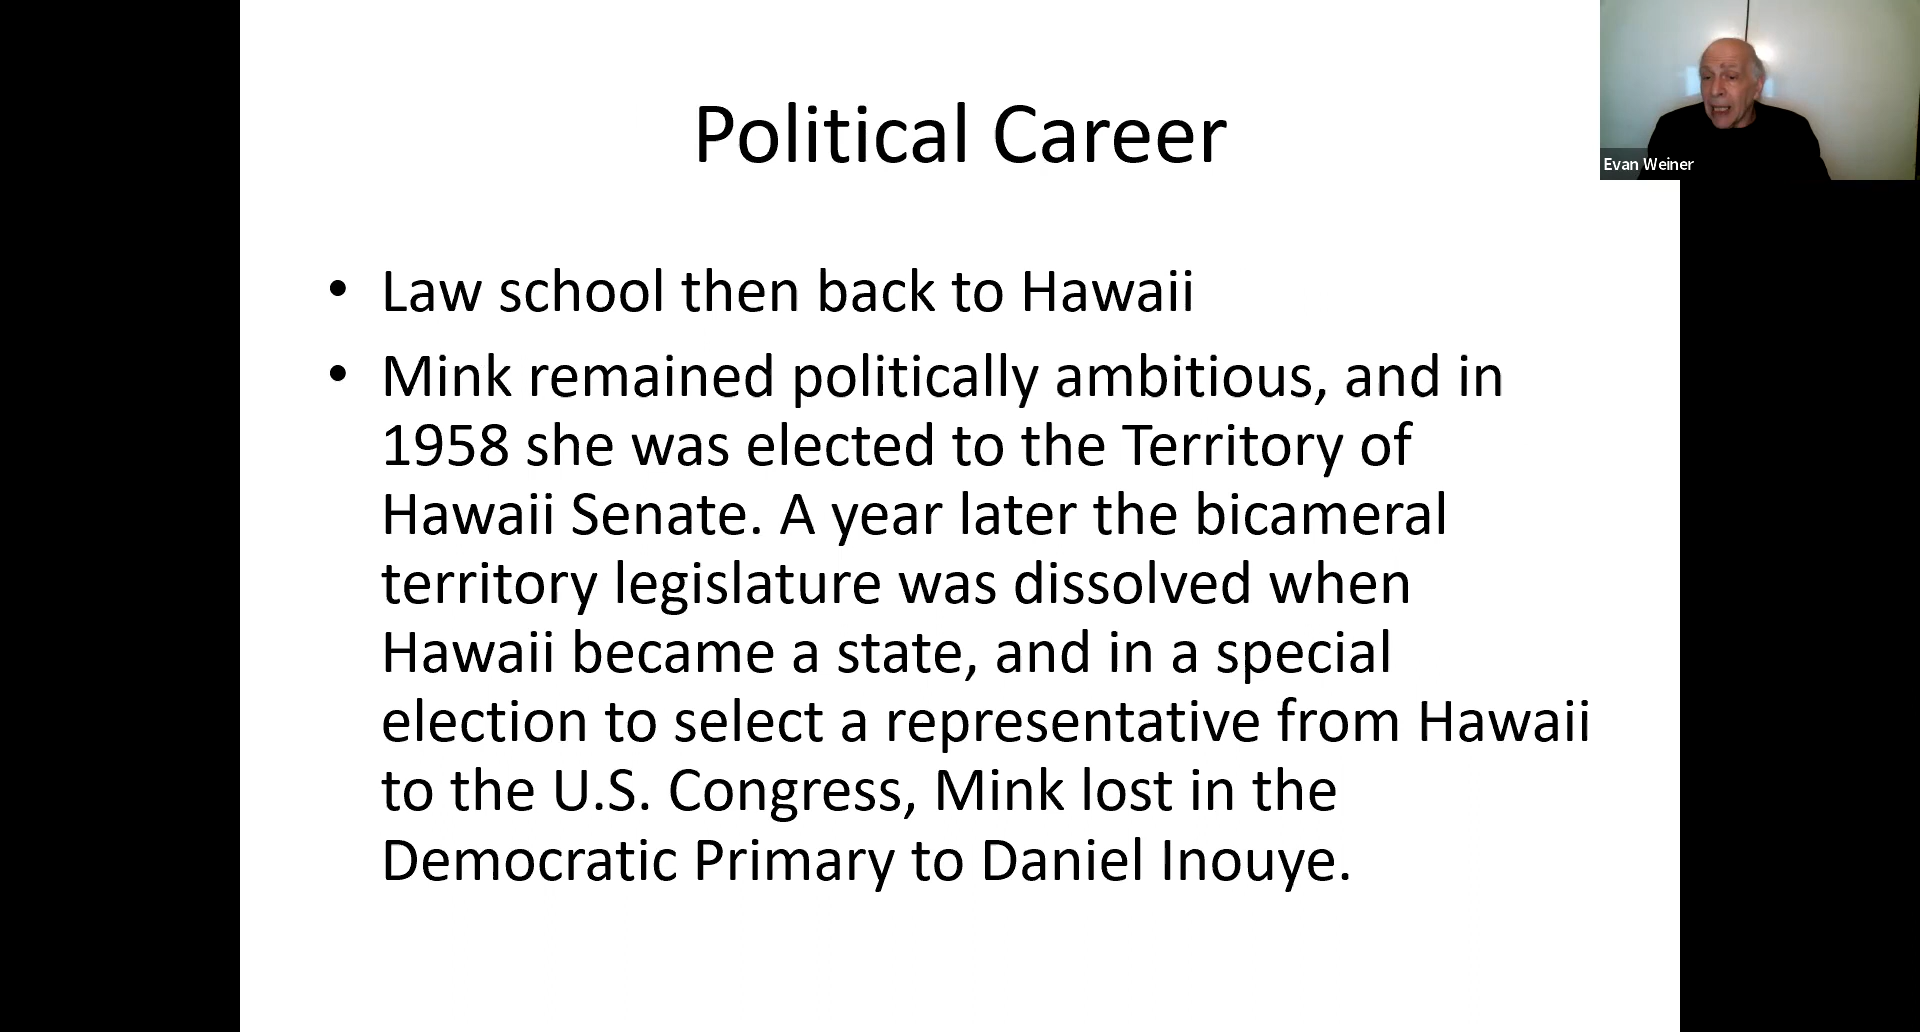 Political Career
Evan Weiner
• Law school then back to Hawaii
• Mink remained politically ambitious, and in
1958 she was elected to the Territory of
Hawaii Senate. A year later the bicameral
territory legislature was dissolved when
Hawaii became a state, and in a special
election to select a representative from Hawaii
to the U.S. Congress, Mink lost in the
Democratic Primary to Daniel Inouye.